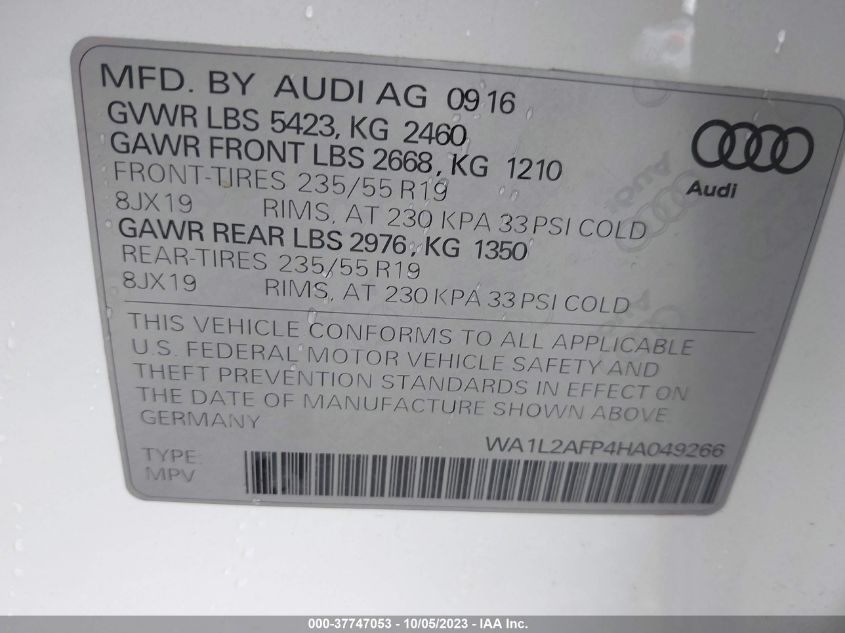 MFD. BY AUDI AG 09 16
GVWR LBS 5423, KG 2460
GAWR FRONT LBS 2668, KG 1210
FRONT-TIRES 235/55 R19
8JX19 RIMS, AT 230 KPA 33 PSI COLD
GAWR REAR LBS 2976, KG 1350
REAR-TIRES 235/55 R19
8JX19 RIMS, AT 230 KPA 33 PSI COLD
Audi
THIS VEHICLE CONFORMS TO ALL APPLICABLE
U.S. FEDERAL MOTOR VEHICLE SAFETY AND
THEFT PREVENTION STANDARDS IN EFFECT ON
THE DATE OF MANUFACTURE SHOWN ABOVE
GERMANY
WA1L2AFP4HA049266
TYPE:
MPV
000-37747053 - 10/05/2023 - IAA Inc.